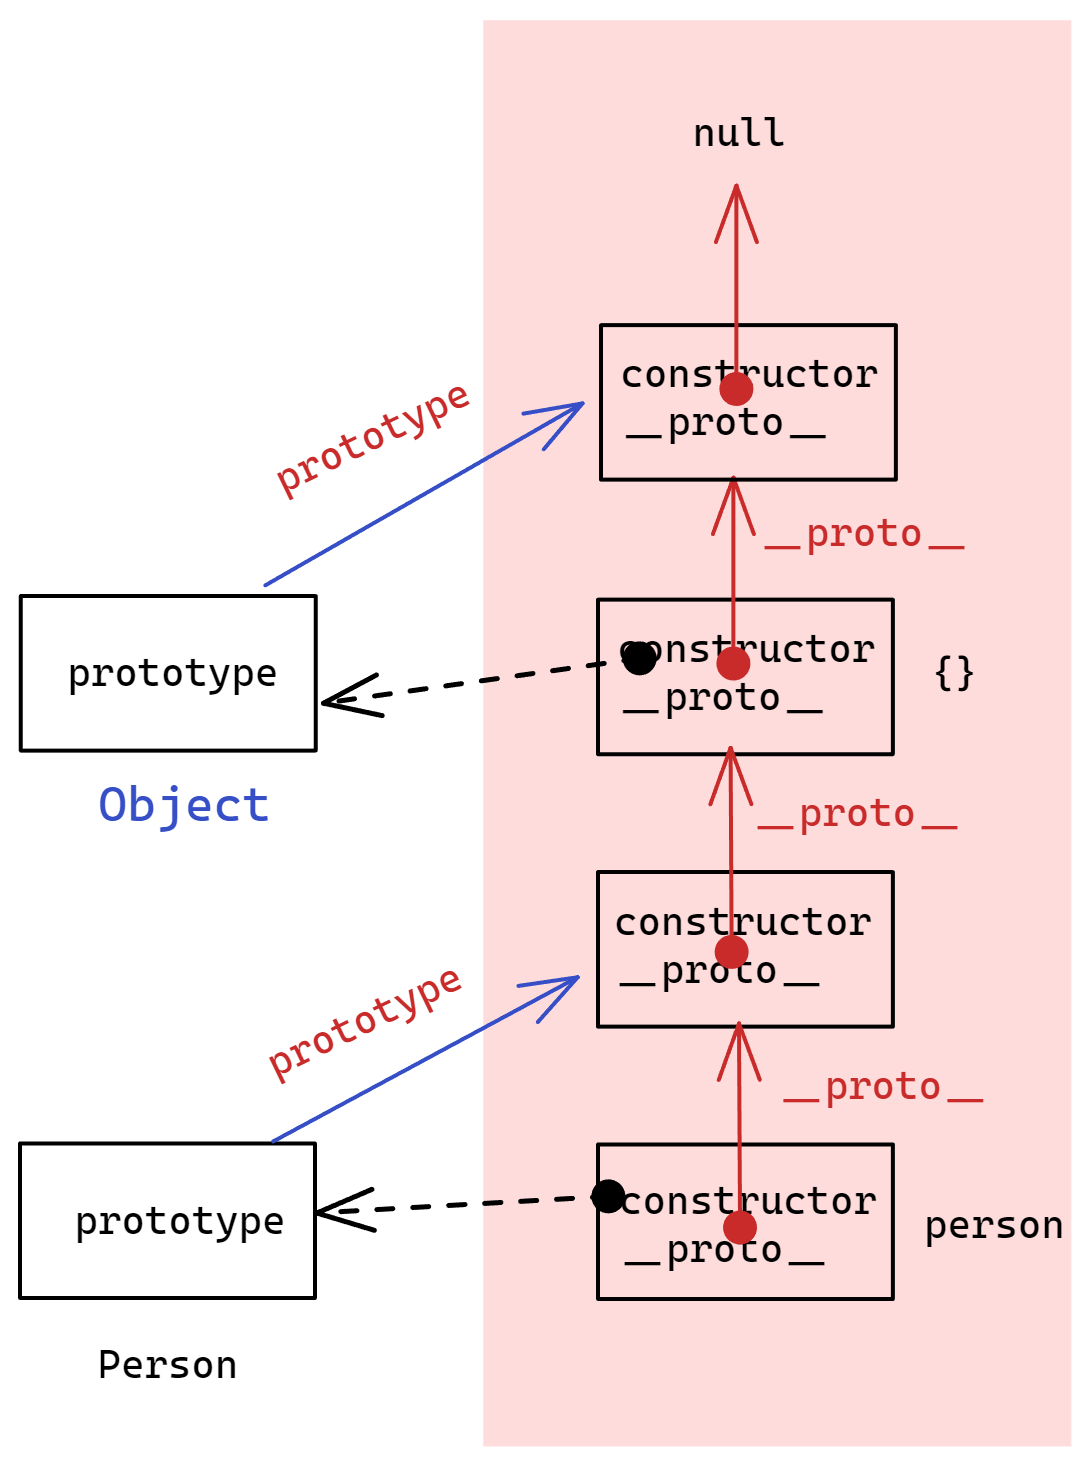 null
prototype
constructor
__proto__
__proto__
prototype
constructor
__proto__
{}
Object
__proto__
prototype
constructor
__proto__
__proto__
prototype
constructor
__proto__
person
Person